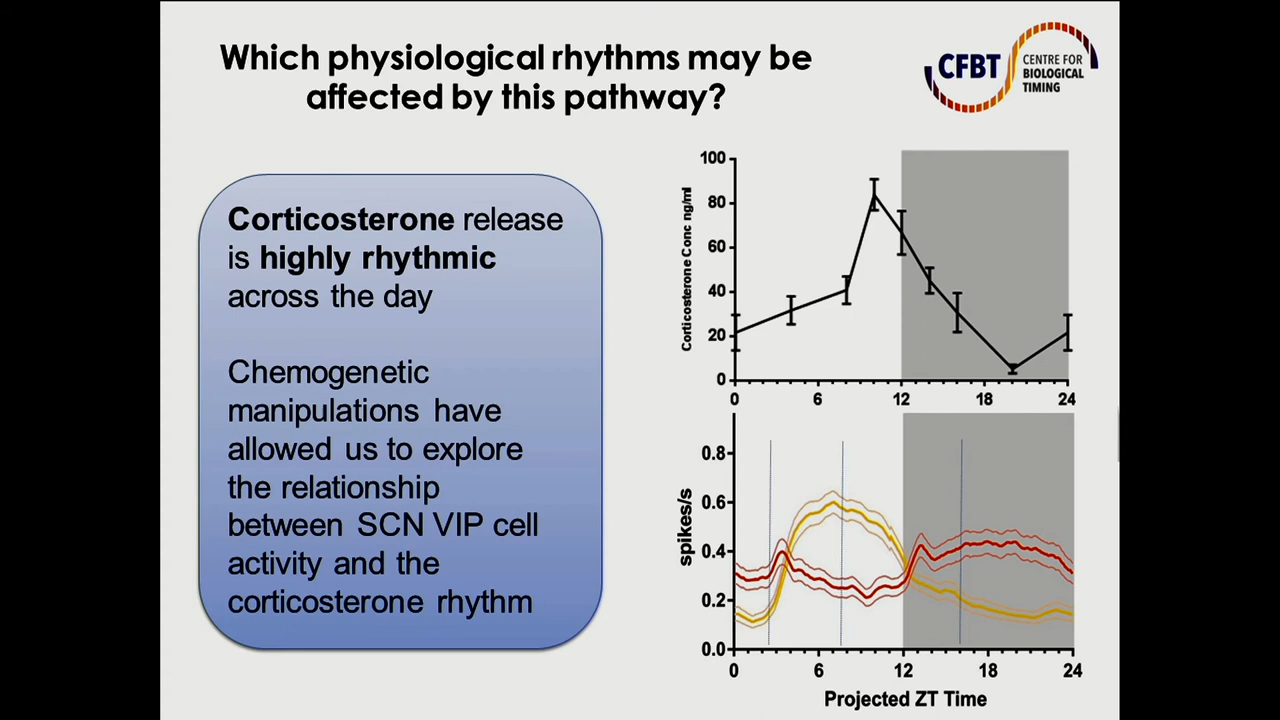 Which physiological rhythms may be
affected by this pathway?
CFBT
CENTRE FOR
BIOLOGICAL
TIMING
Corticosterone release
is highly rhythmic
across the day
Chemogenetic
manipulations have
allowed us to explore
the relationship
between SCN VIP cell
activity and the
corticosterone rhythm
Corticosterone Conc ng/ml
100
80
60
40
20
0
0 6 12 18 24
spikes/s
0.8
0.6
0.4
0.2
0.0
0 6 12 18 24
Projected ZT Time